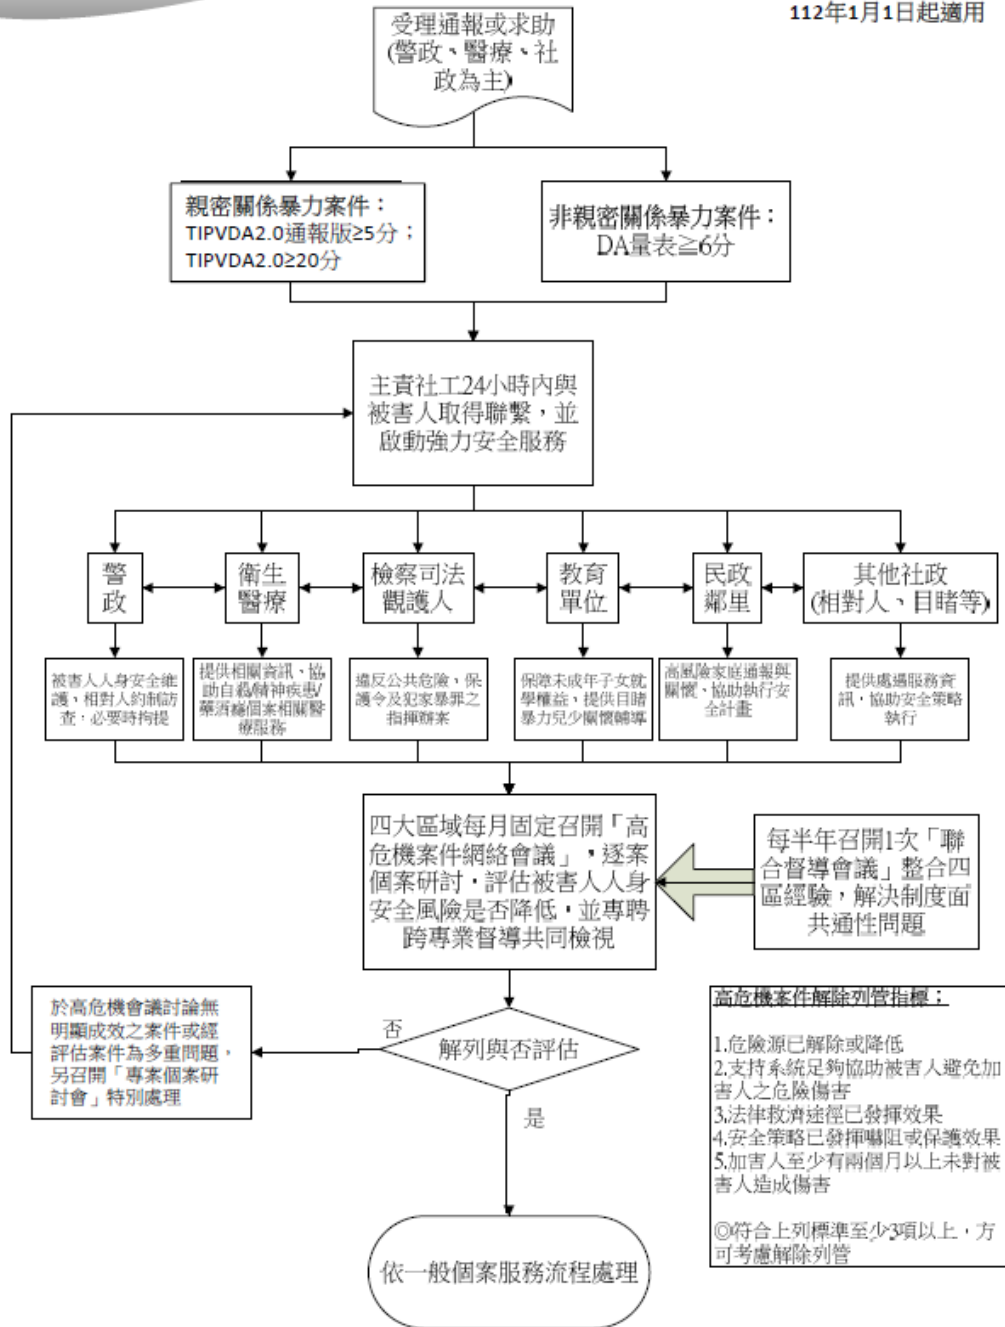 112年1月1日起適用
受理通報或求助
(警政、醫療、社
政為主)
親密關係暴力案件：
TIPVDA2.0通報版≥5分；
TIPVDA2.0≥20分
非親密關係暴力案件：
DA量表≧6分
主責社工24小時內與
被害人取得聯繫，並
啟動強力安全服務
警
政
衛生
醫療
檢察司法
觀護人
教育
單位
民政
鄰里
其他社政
(相對人、目睹等)
被害人人身安全維
護，相對人約制訪
查，必要時拘提
提供相關資訊、協
助自殺/精神疾患/
藥酒癮個案相關醫
療服務
違反公共危險，保
護令及犯家暴罪之
指揮辦案
保障未成年子女就
學權益，提供目睹
暴力兒少關懷輔導
高風險家庭通報與
關懷、協助執行安
全計畫
提供處遇服務資
訊，協助安全策略
執行
四大區域每月固定召開「高
危機案件網絡會議」，逐案
個案研討，評估被害人人身
安全風險是否降低，並專聘
跨專業督導共同檢視
每半年召開1次「聯
合督導會議」整合四
區經驗，解決制度面
共通性問題
於高危機會議討論無
明顯成效之案件或經
評估案件為多重問題，
另召開「專案個案研
討會」特別處理
否
解列與否評估
是
依一般個案服務流程處理
高危機案件解除列管指標：
1.危險源已解除或降低
2.支持系統足夠協助被害人避免加
害人之危險傷害
3.法律救濟途徑已發揮效果
4.安全策略已發揮嚇阻或保護效果
5.加害人至少有兩個月以上未對被
害人造成傷害
◎符合上列標準至少3項以上，方
可考慮解除列管